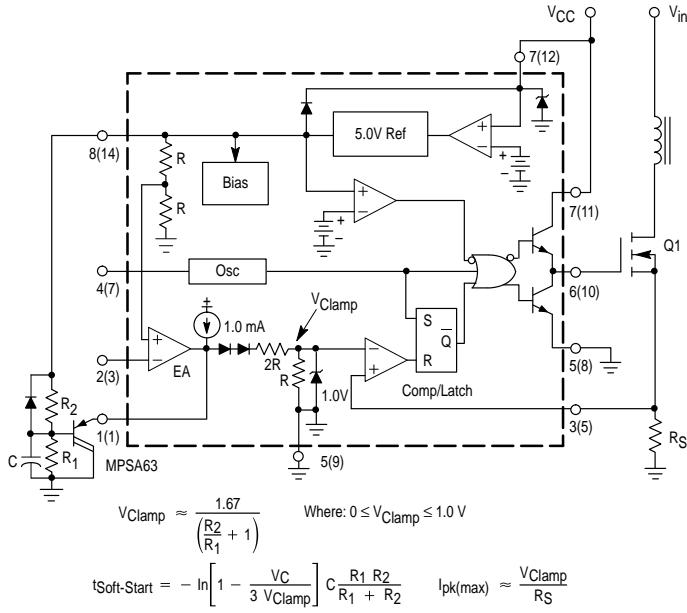 VCC
Vin
7(12)
5.0V Ref
+
−
+
−
8(14)
R
Bias
R
+
−
+
−
7(11)
Q1
4(7)
Osc
6(10)
VClamp
+
1.0 mA
S
Q
R
5(8)
2(3)
+
−
EA
2R
R
1.0V
−
+
Comp/Latch
3(5)
R2
1(1)
C
R1
MPSA63
5(9)
RS
VClamp ≈ 1.67 / (R2/R1 + 1)
Where: 0 ≤ VClamp ≤ 1.0 V
tSoft-Start = − ln[1 − VC / 3 VClamp] C R1 R2 / R1 + R2
Ipk(max) ≈ VClamp / RS